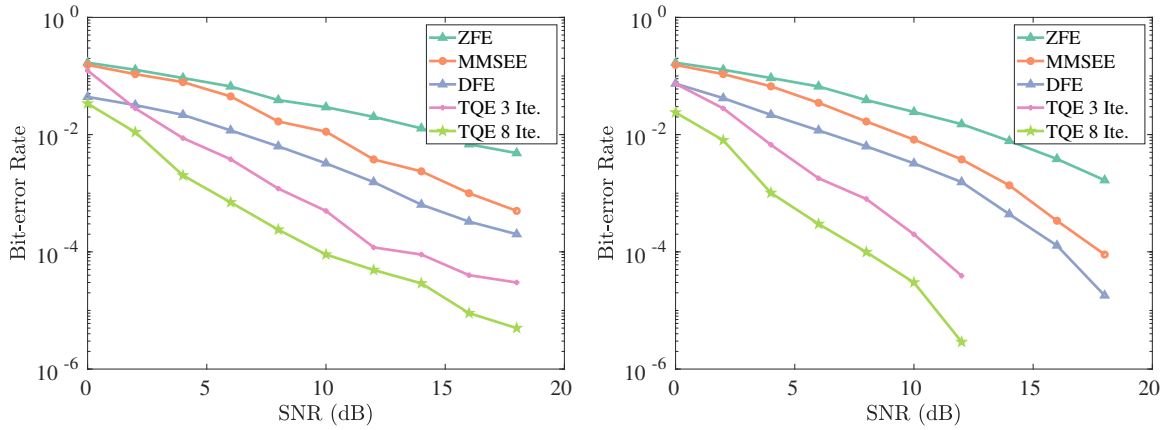 10^0
10^-2
10^-4
10^-6
Bit-error Rate
0
5
10
15
20
SNR (dB)
ZFE
MMSEE
DFE
TQE 3 Ite.
TQE 8 Ite.
10^0
10^-2
10^-4
10^-6
Bit-error Rate
0
5
10
15
20
SNR (dB)
ZFE
MMSEE
DFE
TQE 3 Ite.
TQE 8 Ite.